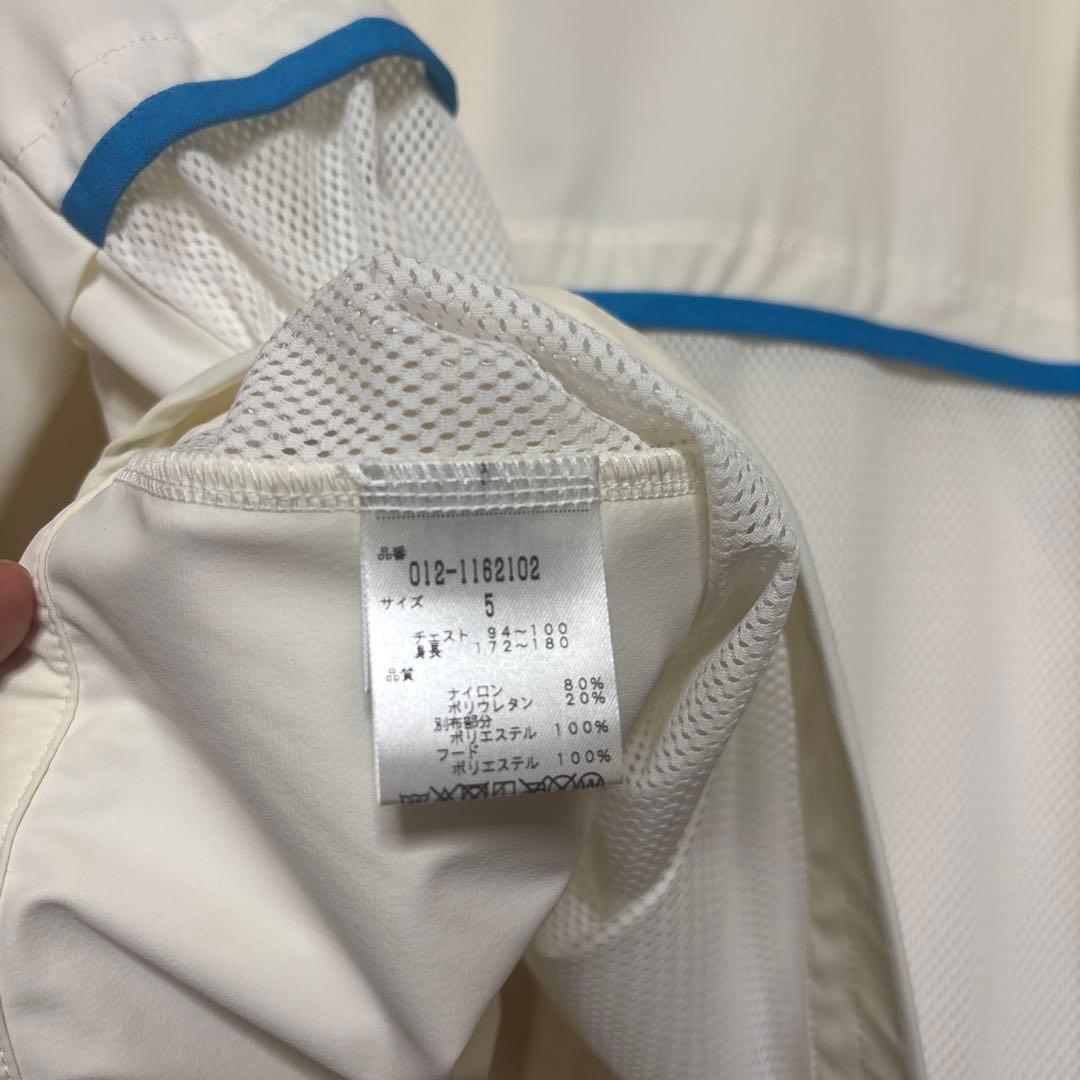 品番
012-1162102
サイズ 5
チェスト 94～100
身長 172～180
品質
ナイロン 80%
ポリウレタン 20%
別布部分
ポリエステル 100%
フード
ポリエステル 100%